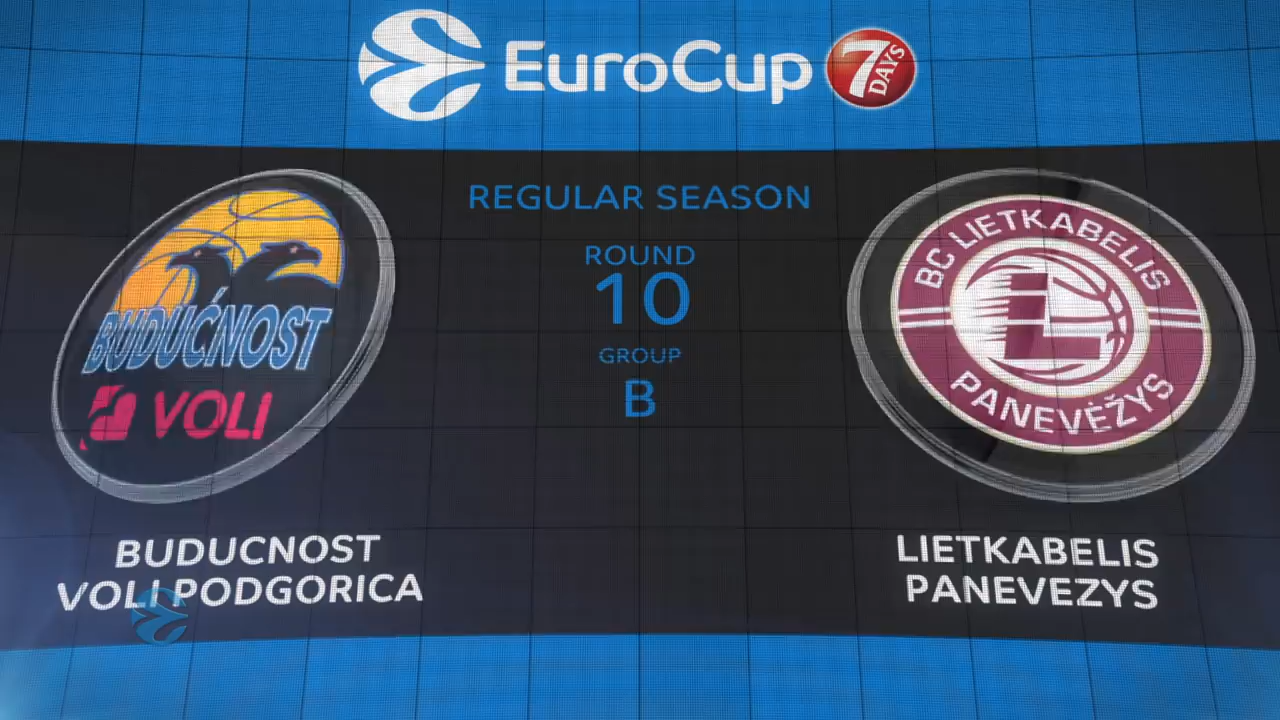 EuroCup 7DAYS
REGULAR SEASON
ROUND
10
GROUP
B
BUDUĆNOST
VOLI
BC LIETKABELIS
L
PANEVĖŽYS
BUDUCNOST
VOLI PODGORICA
LIETKABELIS
PANEVEZYS